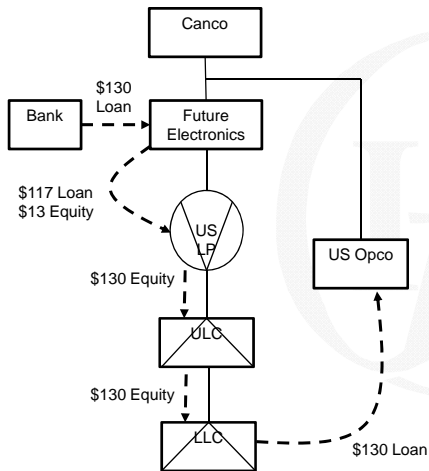 Canco
$130
Loan
Bank
Future
Electronics
$117 Loan
$13 Equity
US
LP
US Opco
$130 Equity
ULC
$130 Equity
LLC
$130 Loan